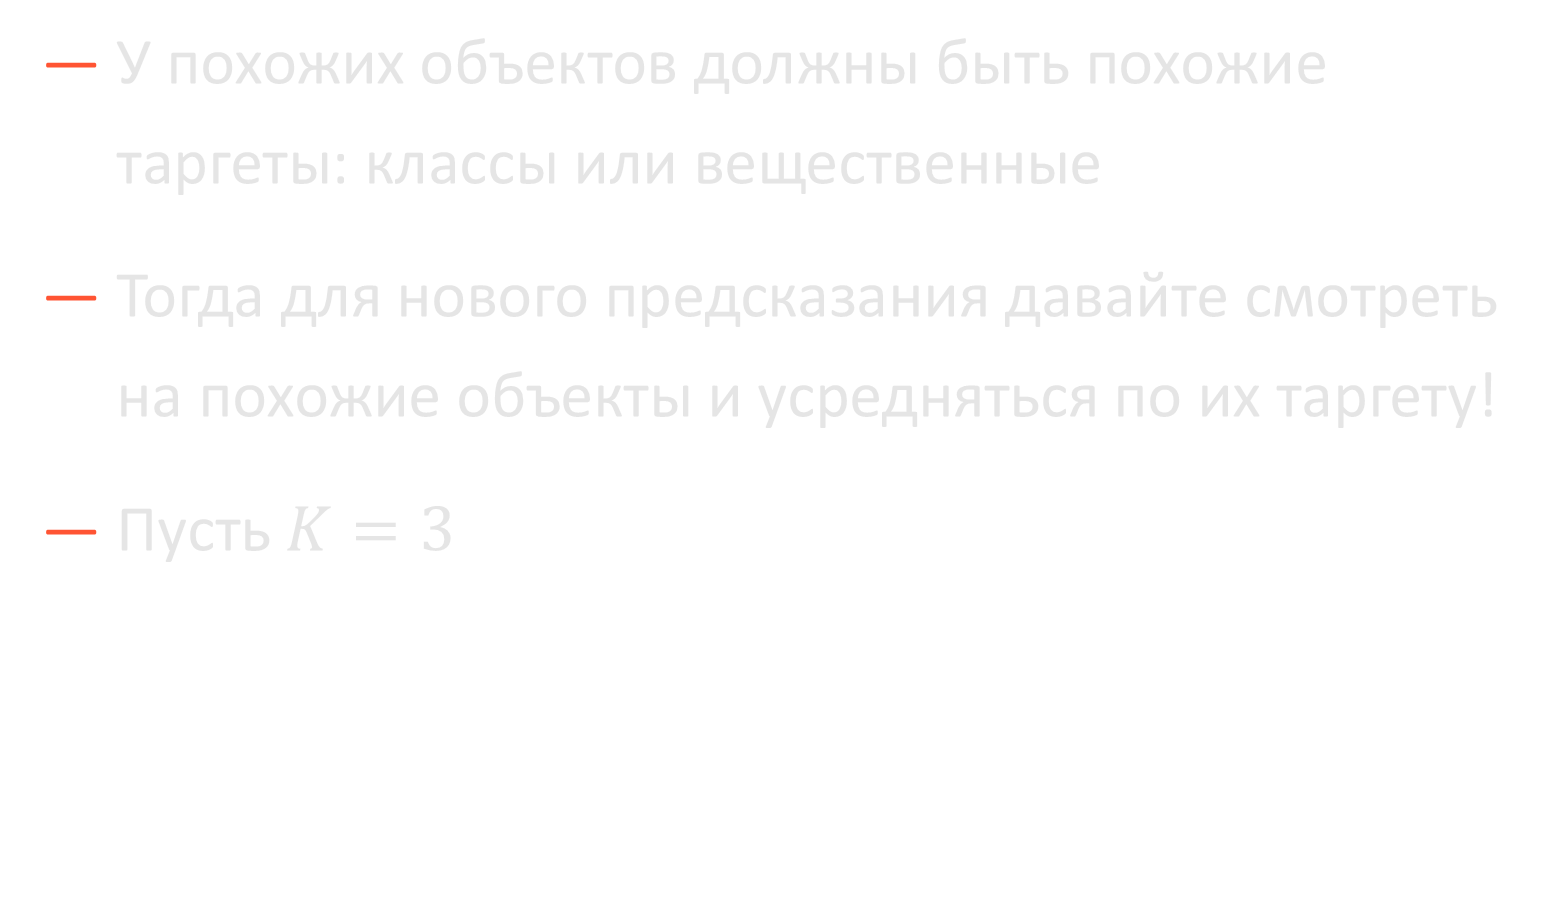 — У похожих объектов должны быть похожие
таргеты: классы или вещественные
— Тогда для нового предсказания давайте смотреть
на похожие объекты и усредняться по их таргету!
— Пусть K = 3